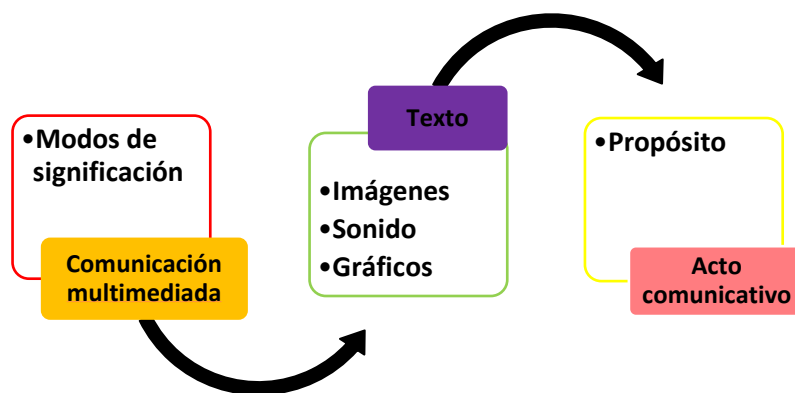 •Modos de
significación
Comunicación
multimediada
Texto
•Imágenes
•Sonido
•Gráficos
•Propósito
Acto
comunicativo